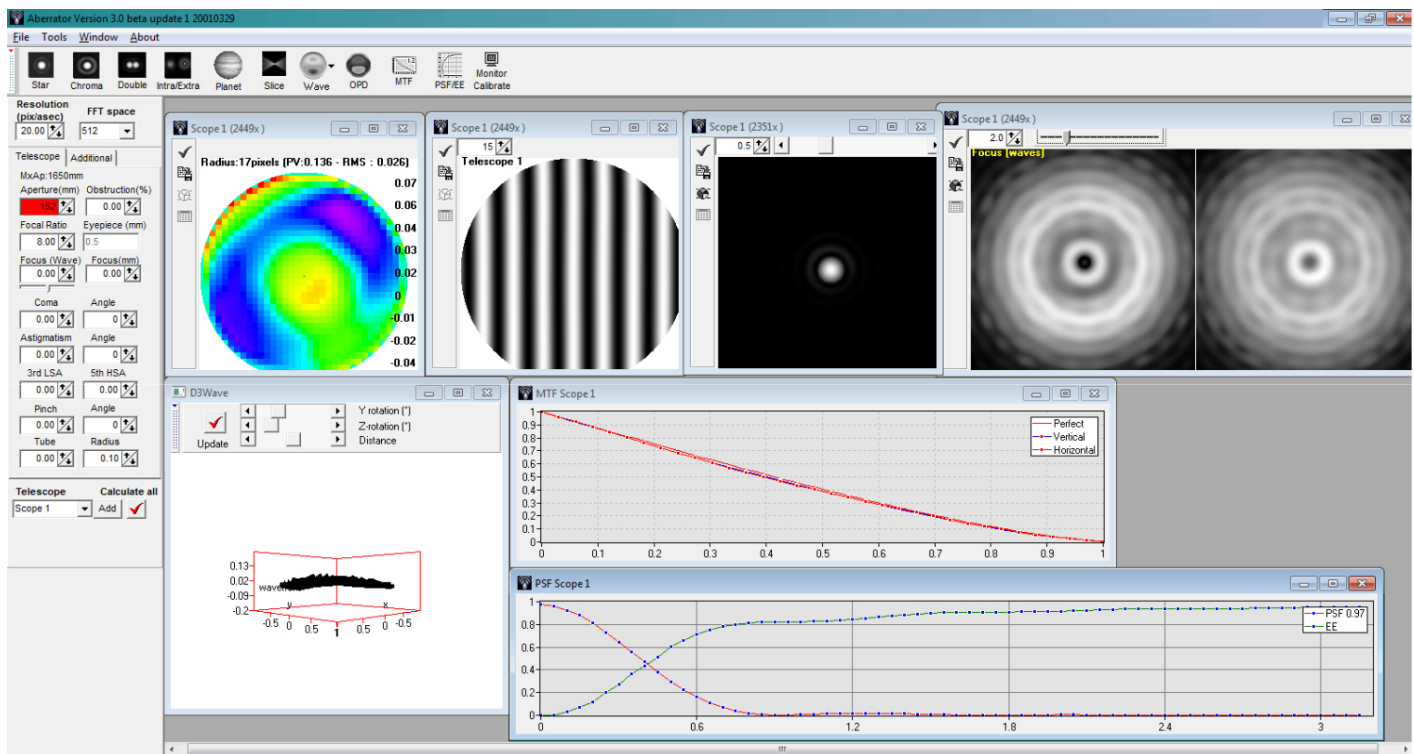 Aberrator Version 3.0 beta update 1 20010329
File Tools Window About
Star Chroma Double Intra/Extra Planet Slice Wave OPD MTF PSF/EE Monitor Calibrate
Resolution (pix/asec) FFT space
20.00 512
Telescope Additional
MxAp:1650mm
Aperture(mm) Obstruction(%)
152 0.00
Focal Ratio Eyepiece (mm)
8.00 0.5
Focus (Wave) Focus(mm)
0.00 0.00
Coma Angle
0.00 0
Astigmatism Angle
0.00 0
3rd LSA 5th HSA
0.00 0.00
Pinch Angle
0.00 0
Tube Radius
0.00 0.10
Telescope Calculate all
Scope 1 Add
Scope 1 (2449x)
Radius:17pixels (PV:0.136 - RMS : 0.026)
0.07
0.06
0.04
0.03
0.02
0
-0.01
-0.02
-0.04
Scope 1 (2449x)
15
Telescope 1
Scope 1 (2351x)
0.5
Scope 1 (2449x)
2.0
Focus (waves)
D3Wave
Update
Y rotation (°)
Z-rotation (°)
Distance
0.13
0.02
-0.09
-0.2
y x
-0.5 0 0.5 1 0.5 0 -0.5
MTF Scope 1
1
0.9
0.8
0.7
0.6
0.5
0.4
0.3
0.2
0.1
0
0 0.1 0.2 0.3 0.4 0.5 0.6 0.7 0.8 0.9 1
Perfect
Vertical
Horizontal
PSF Scope 1
1
0.8
0.6
0.4
0.2
0
0 0.6 1.2 1.8 2.4 3
PSF 0.97
EE